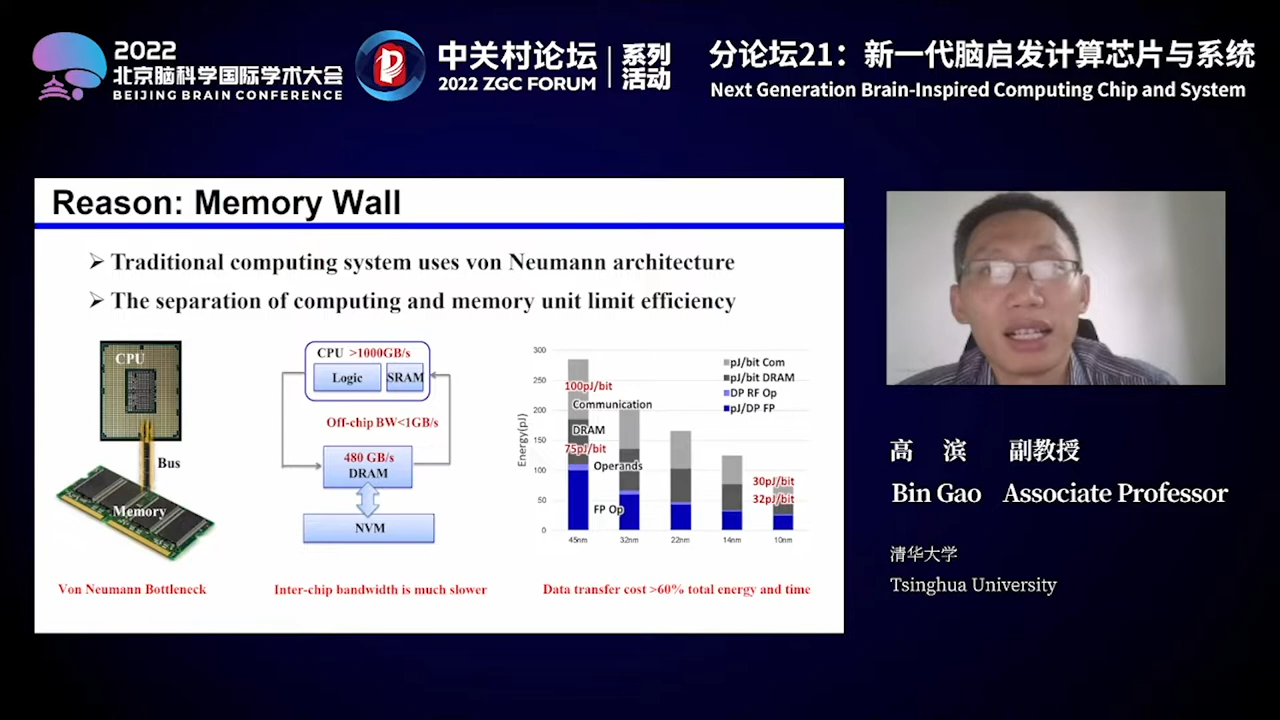 2022
北京脑科学国际学术大会
BEIJING BRAIN CONFERENCE
中关村论坛
2022 ZGC FORUM
系列
活动
分论坛21：新一代脑启发计算芯片与系统
Next Generation Brain-Inspired Computing Chip and System
Reason: Memory Wall
➢ Traditional computing system uses von Neumann architecture
➢ The separation of computing and memory unit limit efficiency
CPU
Bus
Memory
Von Neumann Bottleneck
CPU >1000GB/s
Logic
SRAM
Off-chip BW<1GB/s
480 GB/s
DRAM
NVM
Inter-chip bandwidth is much slower
Energy(pJ)
300
250
200
150
100
50
0
pJ/bit Com
pJ/bit DRAM
DP RF Op
pJ/DP FP
100pJ/bit
Communication
DRAM
75pJ/bit
Operands
FP Op
30pJ/bit
32pJ/bit
45nm
32nm
22nm
14nm
10nm
Data transfer cost >60% total energy and time
高 滨 副教授
Bin Gao Associate Professor
清华大学
Tsinghua University